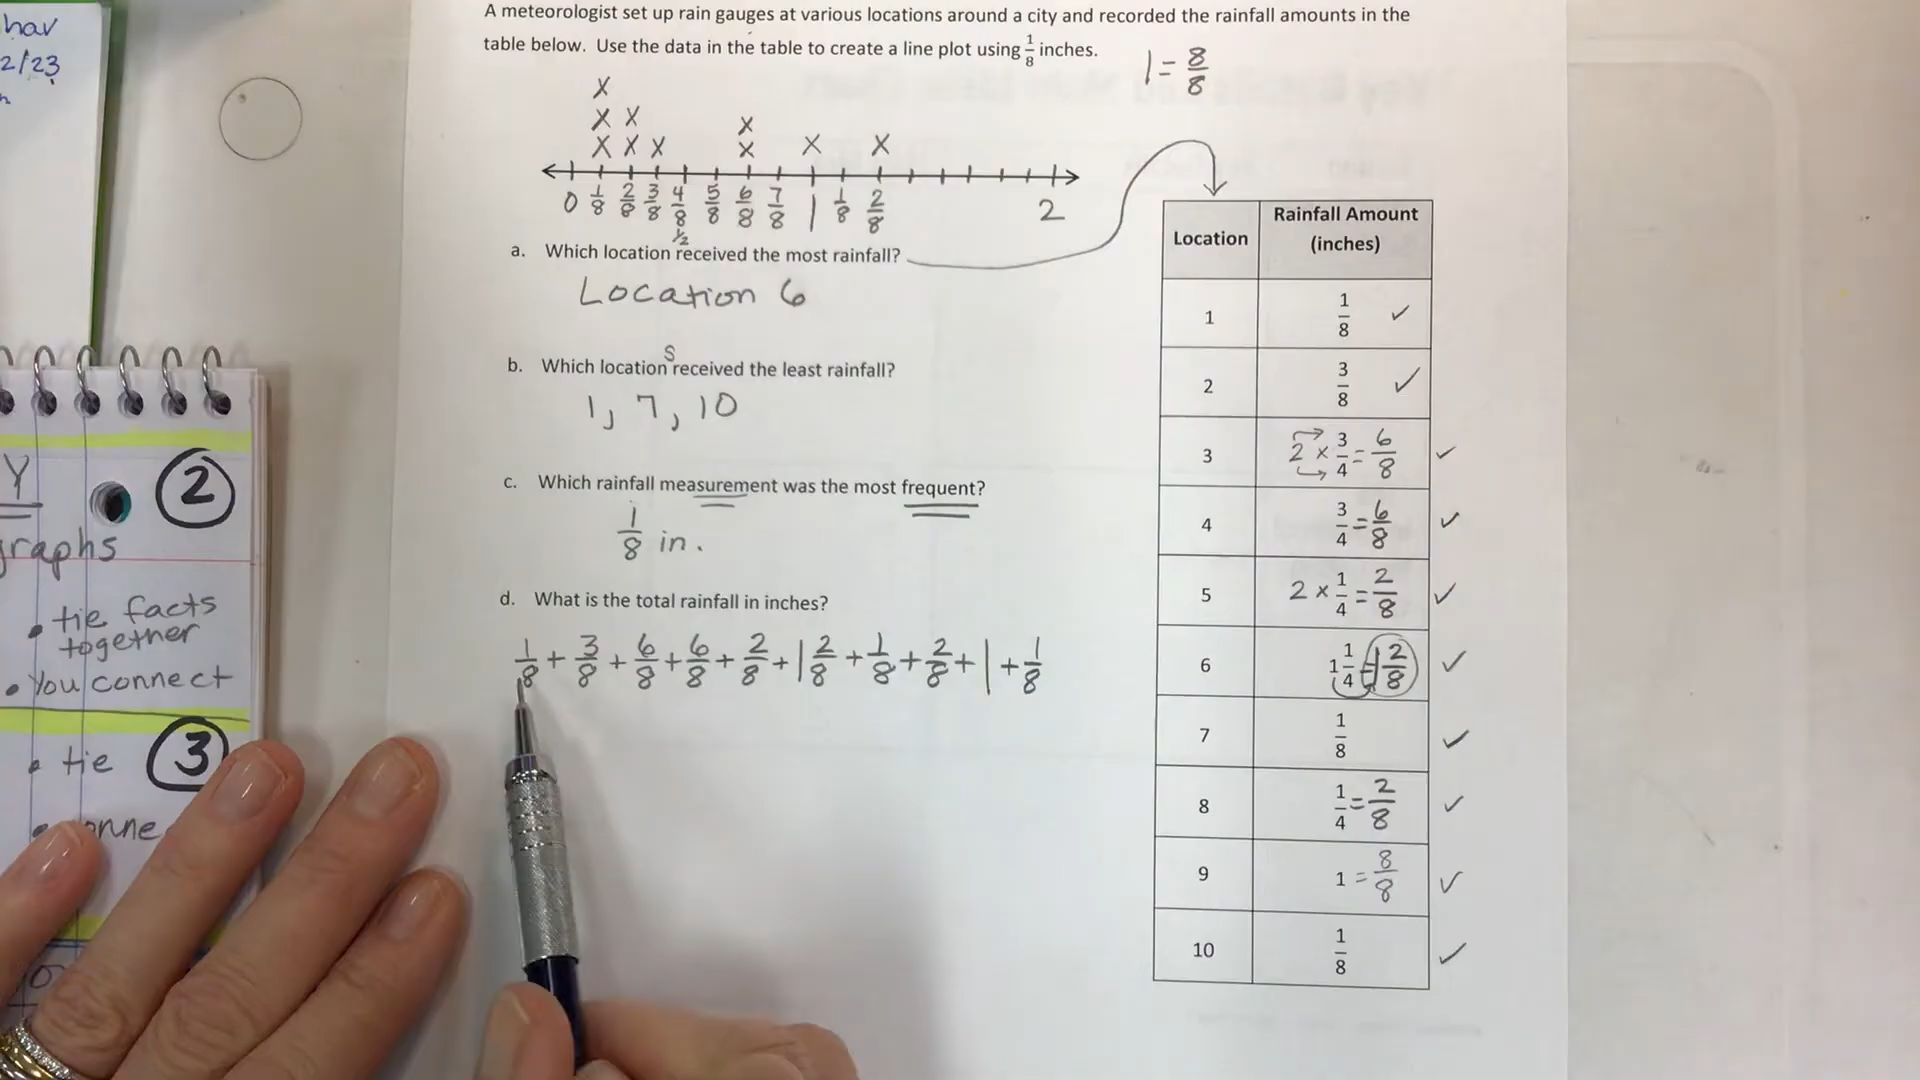 hav
2/23
A meteorologist set up rain gauges at various locations around a city and recorded the rainfall amounts in the
table below. Use the data in the table to create a line plot using 1/8 inches.
1 = 8/8
X
X X X
X X X X X X
0 1/8 2/8 3/8 4/8 5/8 6/8 7/8 1 1/8 2/8 2
1/2
a. Which location received the most rainfall?
Location 6
b. Which locations received the least rainfall?
1, 7, 10
c. Which rainfall measurement was the most frequent?
1/8 in.
d. What is the total rainfall in inches?
1/8 + 3/8 + 6/8 + 6/8 + 2/8 + 1 2/8 + 1/8 + 2/8 + 1 + 1/8
Location Rainfall Amount (inches)
1 1/8 ✓
2 3/8 ✓
3 2 × 3/4 = 6/8 ✓
4 3/4 = 6/8 ✓
5 2 × 1/4 = 2/8 ✓
6 1 1/4 = 1 2/8 ✓
7 1/8 ✓
8 1/4 = 2/8 ✓
9 1 = 8/8 ✓
10 1/8 ✓
Y 2
graphs
• tie facts
together
• You connect
• tie 3
onne